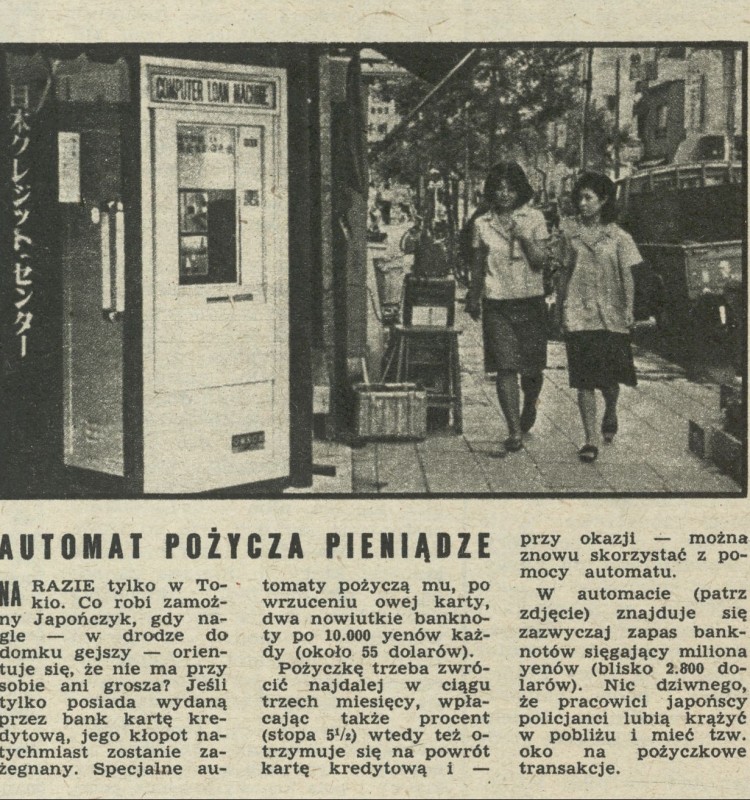 日本クレジット・センター
COMPUTER LOAN MACHINE
AUTOMAT POŻYCZA PIENIĄDZE
NA RAZIE tylko w To-
kio. Co robi zamoż-
ny Japończyk, gdy na-
gle — w drodze do
domku gejszy — orien-
tuje się, że nie ma przy
sobie ani grosza? Jeśli
tylko posiada wydaną
przez bank kartę kre-
dytową, jego kłopot na-
tychmiast zostanie za-
żegnany. Specjalne au-
tomaty pożyczą mu, po
wrzuceniu owej karty,
dwa nowiutkie bankno-
ty po 10.000 yenów każ-
dy (około 55 dolarów).
Pożyczkę trzeba zwró-
cić najdalej w ciągu
trzech miesięcy, wpła-
cając także procent
(stopa 5¹/₂) wtedy też o-
trzymuje się na powrót
kartę kredytową i —
przy okazji — można
znowu skorzystać z po-
mocy automatu.
W automacie (patrz
zdjęcie) znajduje się
zazwyczaj zapas bank-
notów sięgający miliona
yenów (blisko 2.800 do-
larów). Nic dziwnego,
że pracowici japońscy
policjanci lubią krążyć
w pobliżu i mieć tzw.
oko na pożyczkowe
transakcje.